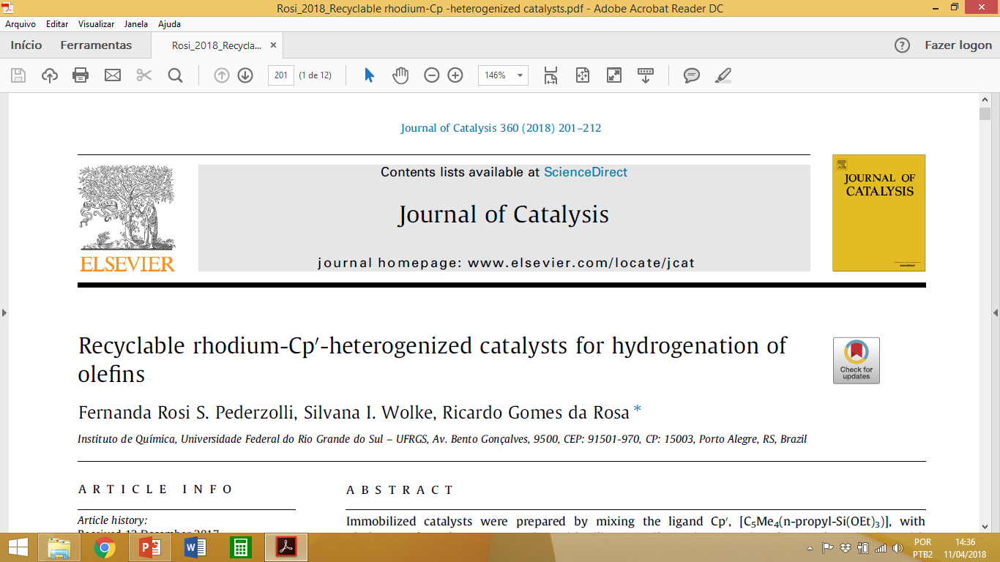 Rosi_2018_Recyclable rhodium-Cp -heterogenized catalysts.pdf - Adobe Acrobat Reader DC
Arquivo Editar Visualizar Janela Ajuda
Início Ferramentas Rosi_2018_Recycla... × ? Fazer logon
201 (1 de 12) 146%
Journal of Catalysis 360 (2018) 201–212
Contents lists available at ScienceDirect
Journal of Catalysis
journal homepage: www.elsevier.com/locate/jcat
NON SOLUS
ELSEVIER
JOURNAL OF
CATALYSIS
Recyclable rhodium-Cp′-heterogenized catalysts for hydrogenation of
olefins
Check for
updates
Fernanda Rosi S. Pederzolli, Silvana I. Wolke, Ricardo Gomes da Rosa *
Instituto de Química, Universidade Federal do Rio Grande do Sul – UFRGS, Av. Bento Gonçalves, 9500, CEP: 91501-970, CP: 15003, Porto Alegre, RS, Brazil
ARTICLE INFO
ABSTRACT
Article history:
Received 12 December 2017
Immobilized catalysts were prepared by mixing the ligand Cp′, [C₅Me₄(n-propyl-Si(OEt)₃)], with
POR 14:36
PTB2 11/04/2018